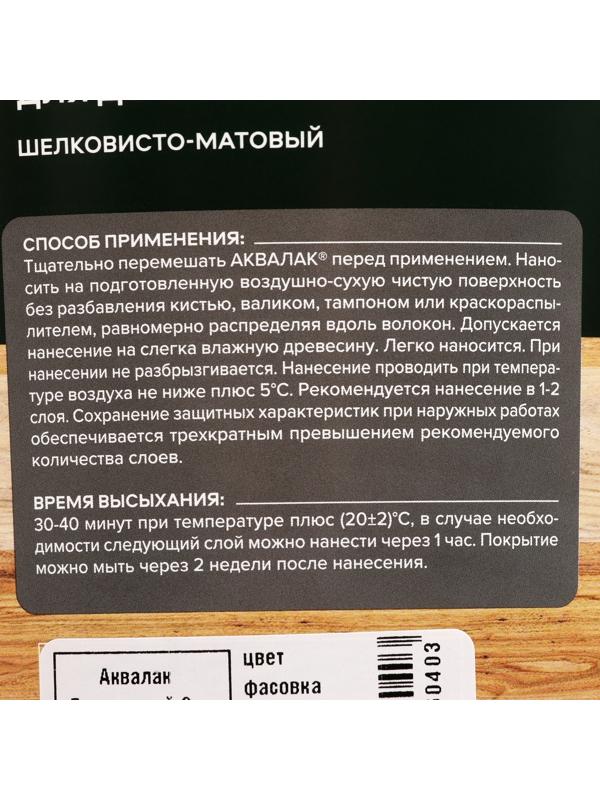 ШЕЛКОВИСТО-МАТОВЫЙ
СПОСОБ ПРИМЕНЕНИЯ:
Тщательно перемешать АКВАЛАК® перед применением. Нано-
сить на подготовленную воздушно-сухую чистую поверхность
без разбавления кистью, валиком, тампоном или краскораспы-
лителем, равномерно распределяя вдоль волокон. Допускается
нанесение на слегка влажную древесину. Легко наносится. При
нанесении не разбрызгивается. Нанесение проводить при темпера-
туре воздуха не ниже плюс 5°С. Рекомендуется нанесение в 1-2
слоя. Сохранение защитных характеристик при наружных работах
обеспечивается трехкратным превышением рекомендуемого
количества слоев.
ВРЕМЯ ВЫСЫХАНИЯ:
30-40 минут при температуре плюс (20±2)°С, в случае необхо-
димости следующий слой можно нанести через 1 час. Покрытие
можно мыть через 2 недели после нанесения.
Аквалак
цвет
фасовка
0403